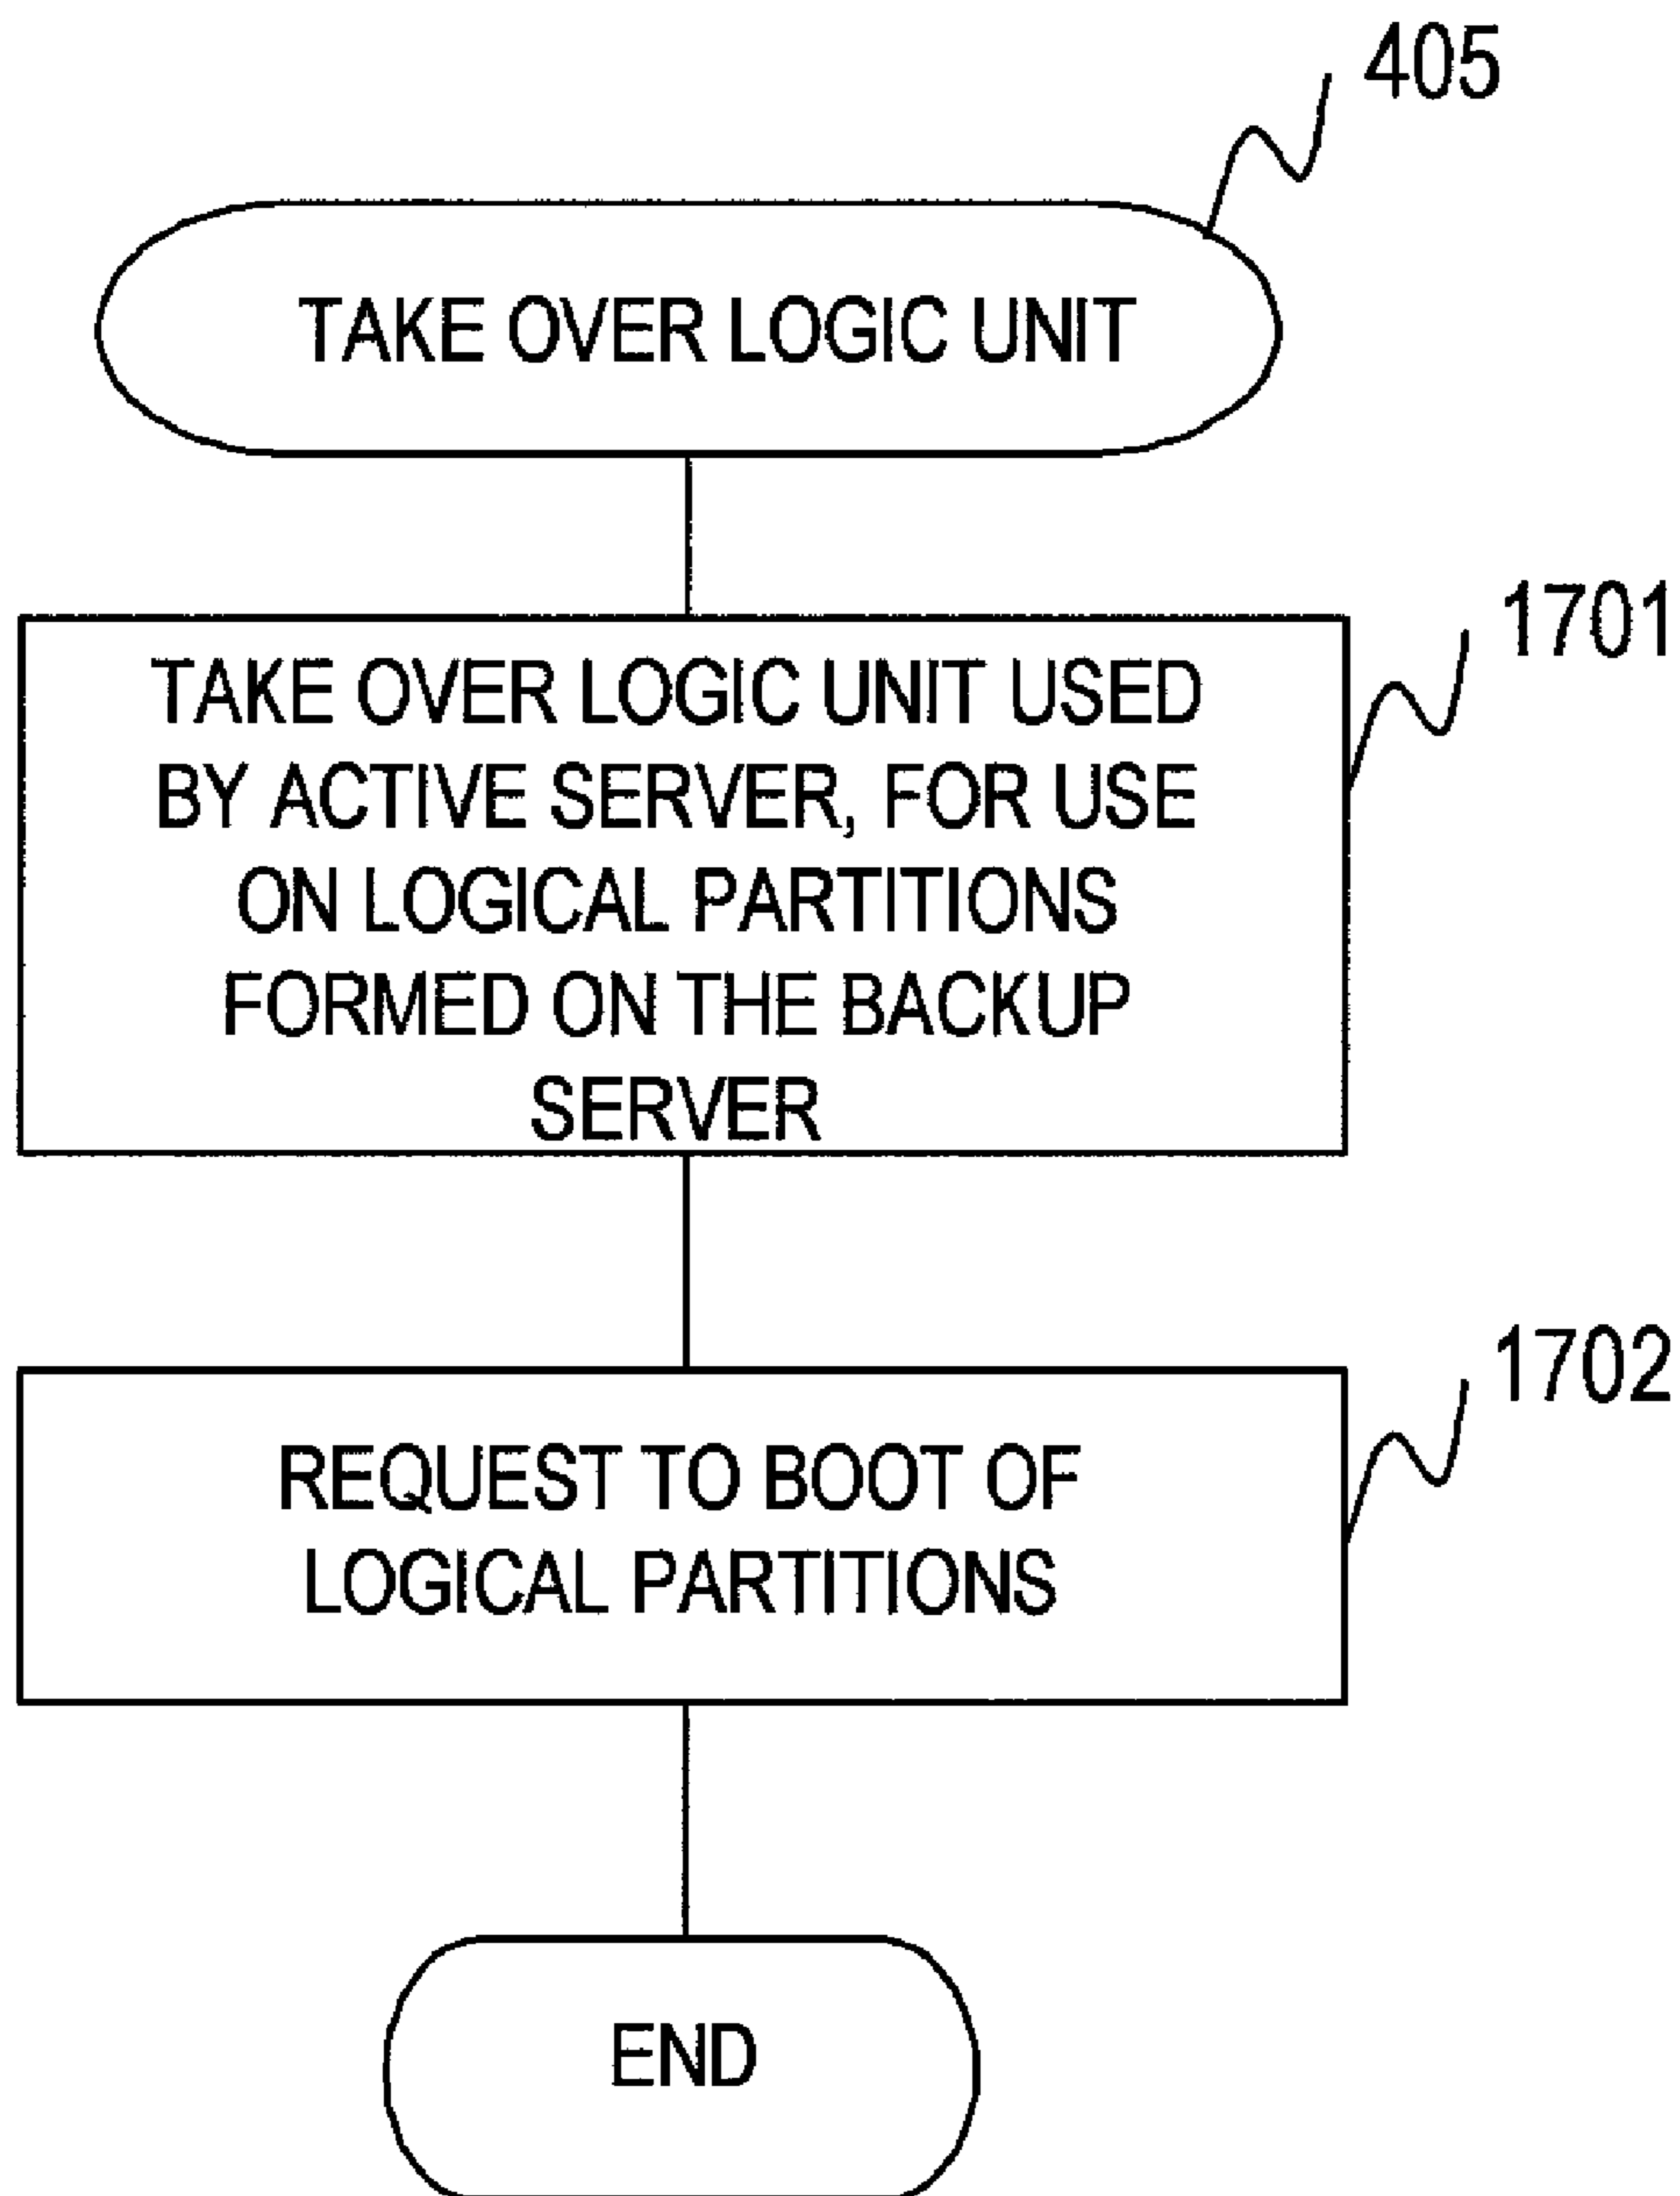 405
TAKE OVER LOGIC UNIT
1701
TAKE OVER LOGIC UNIT USED
BY ACTIVE SERVER, FOR USE
ON LOGICAL PARTITIONS
FORMED ON THE BACKUP
SERVER
1702
REQUEST TO BOOT OF
LOGICAL PARTITIONS
END